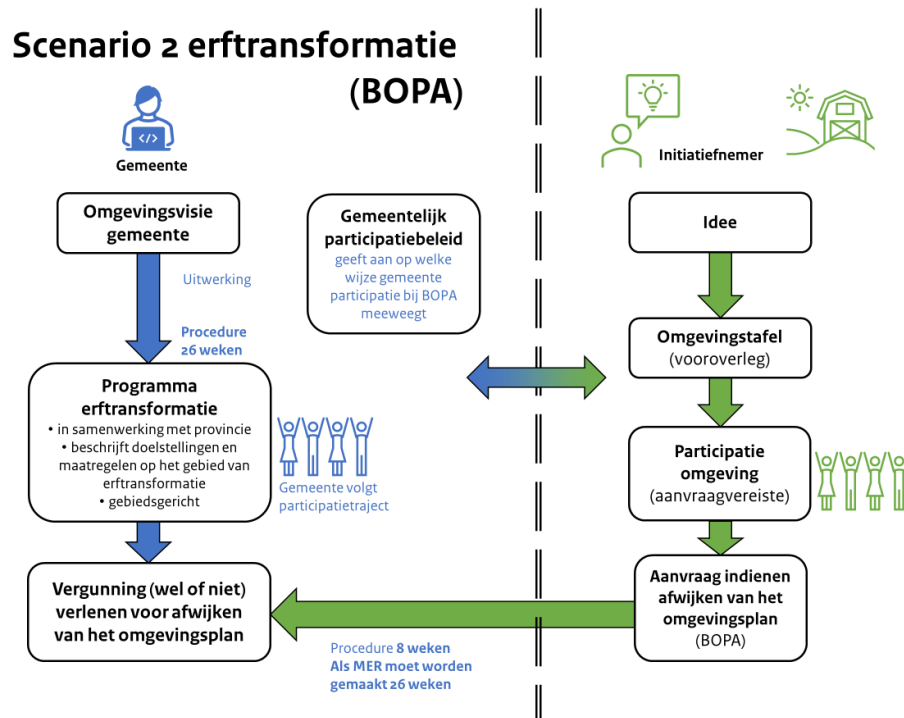 Scenario 2 erftransformatie
(BOPA)
</>
Gemeente
Initiatiefnemer
Omgevingsvisie
gemeente
Uitwerking
Procedure
26 weken
Gemeentelijk
participatiebeleid
geeft aan op welke
wijze gemeente
participatie bij BOPA
meeweegt
Programma
erftransformatie
• in samenwerking met provincie
• beschrijft doelstellingen en
maatregelen op het gebied van
erftransformatie
• gebiedsgericht
Gemeente volgt
participatietraject
Vergunning (wel of niet)
verlenen voor afwijken
van het omgevingsplan
Idee
Omgevingstafel
(vooroverleg)
Participatie
omgeving
(aanvraagvereiste)
Aanvraag indienen
afwijken van het
omgevingsplan
(BOPA)
Procedure 8 weken
Als MER moet worden
gemaakt 26 weken